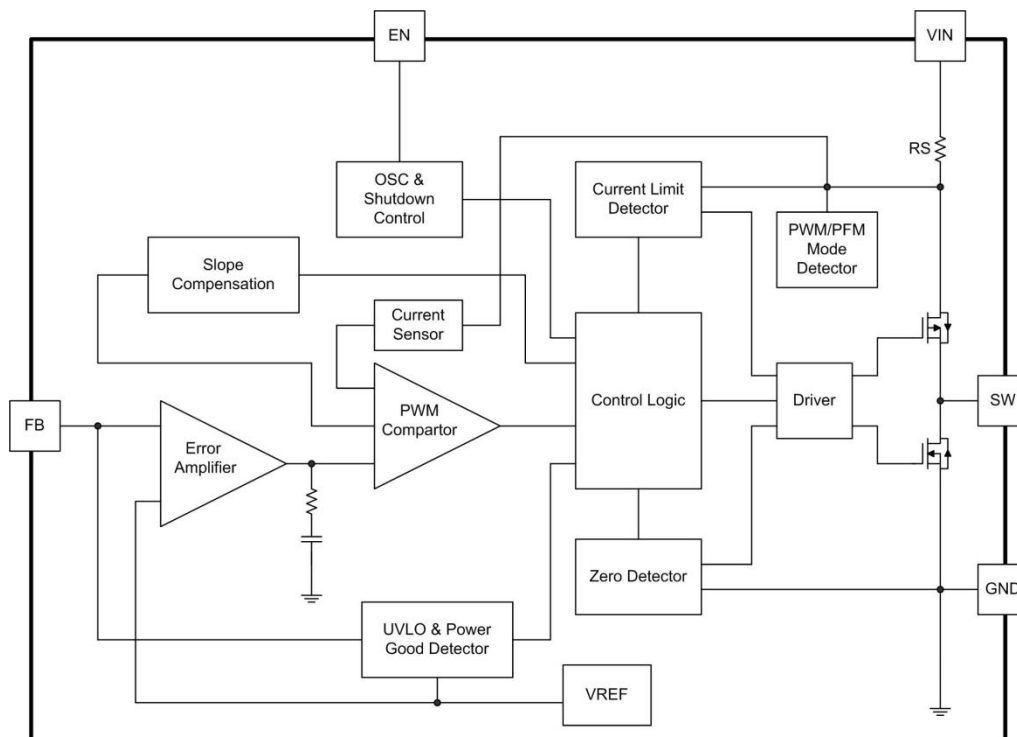 EN
VIN
RS
OSC &
Shutdown
Control
Current Limit
Detector
PWM/PFM
Mode
Detector
Slope
Compensation
Current
Sensor
PWM
Compartor
Control Logic
Driver
SW
FB
Error
Amplifier
Zero Detector
GND
UVLO & Power
Good Detector
VREF